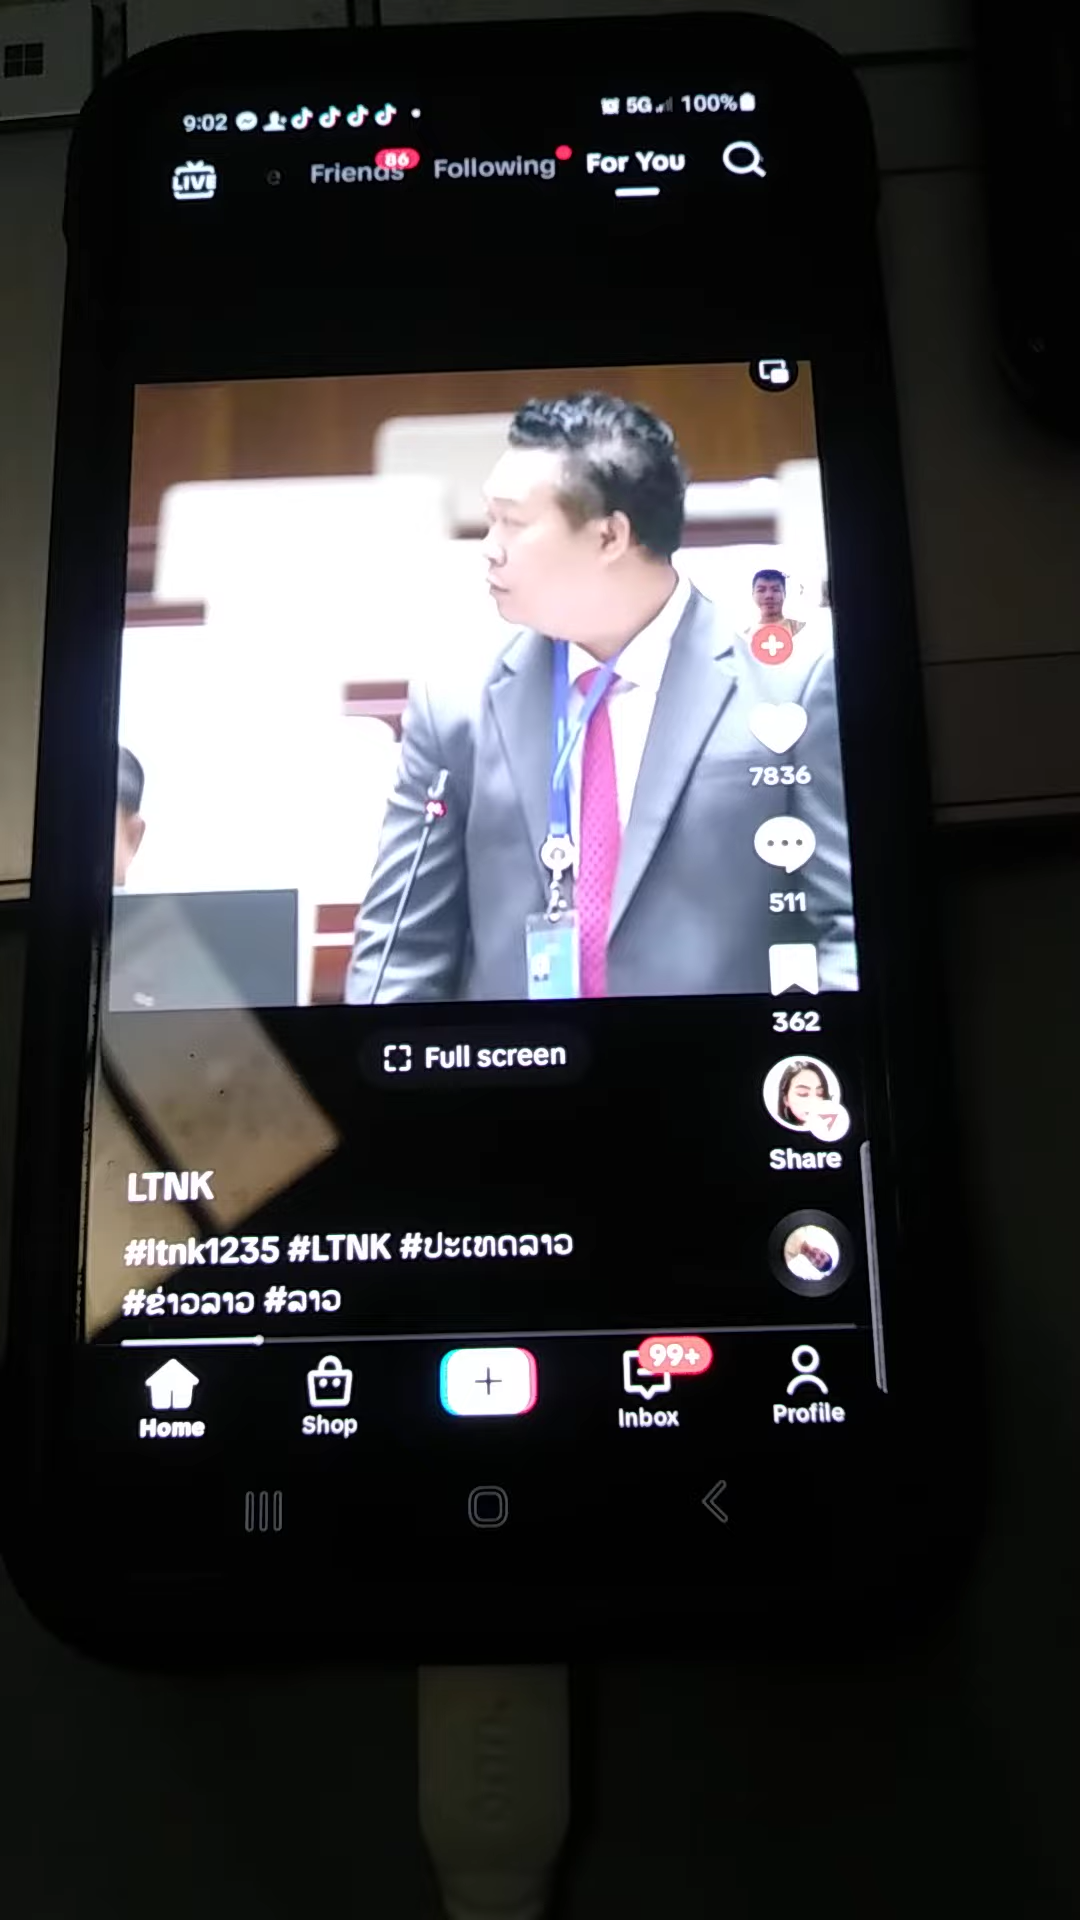 9:02 5G 100%
LIVE Friends 86 Following For You
7836
511
362
Full screen
Share
LTNK
#ltnk1235 #LTNK #ປະເທດລາວ
#ຂ່າວລາວ #ລາວ
Home Shop Inbox 99+ Profile